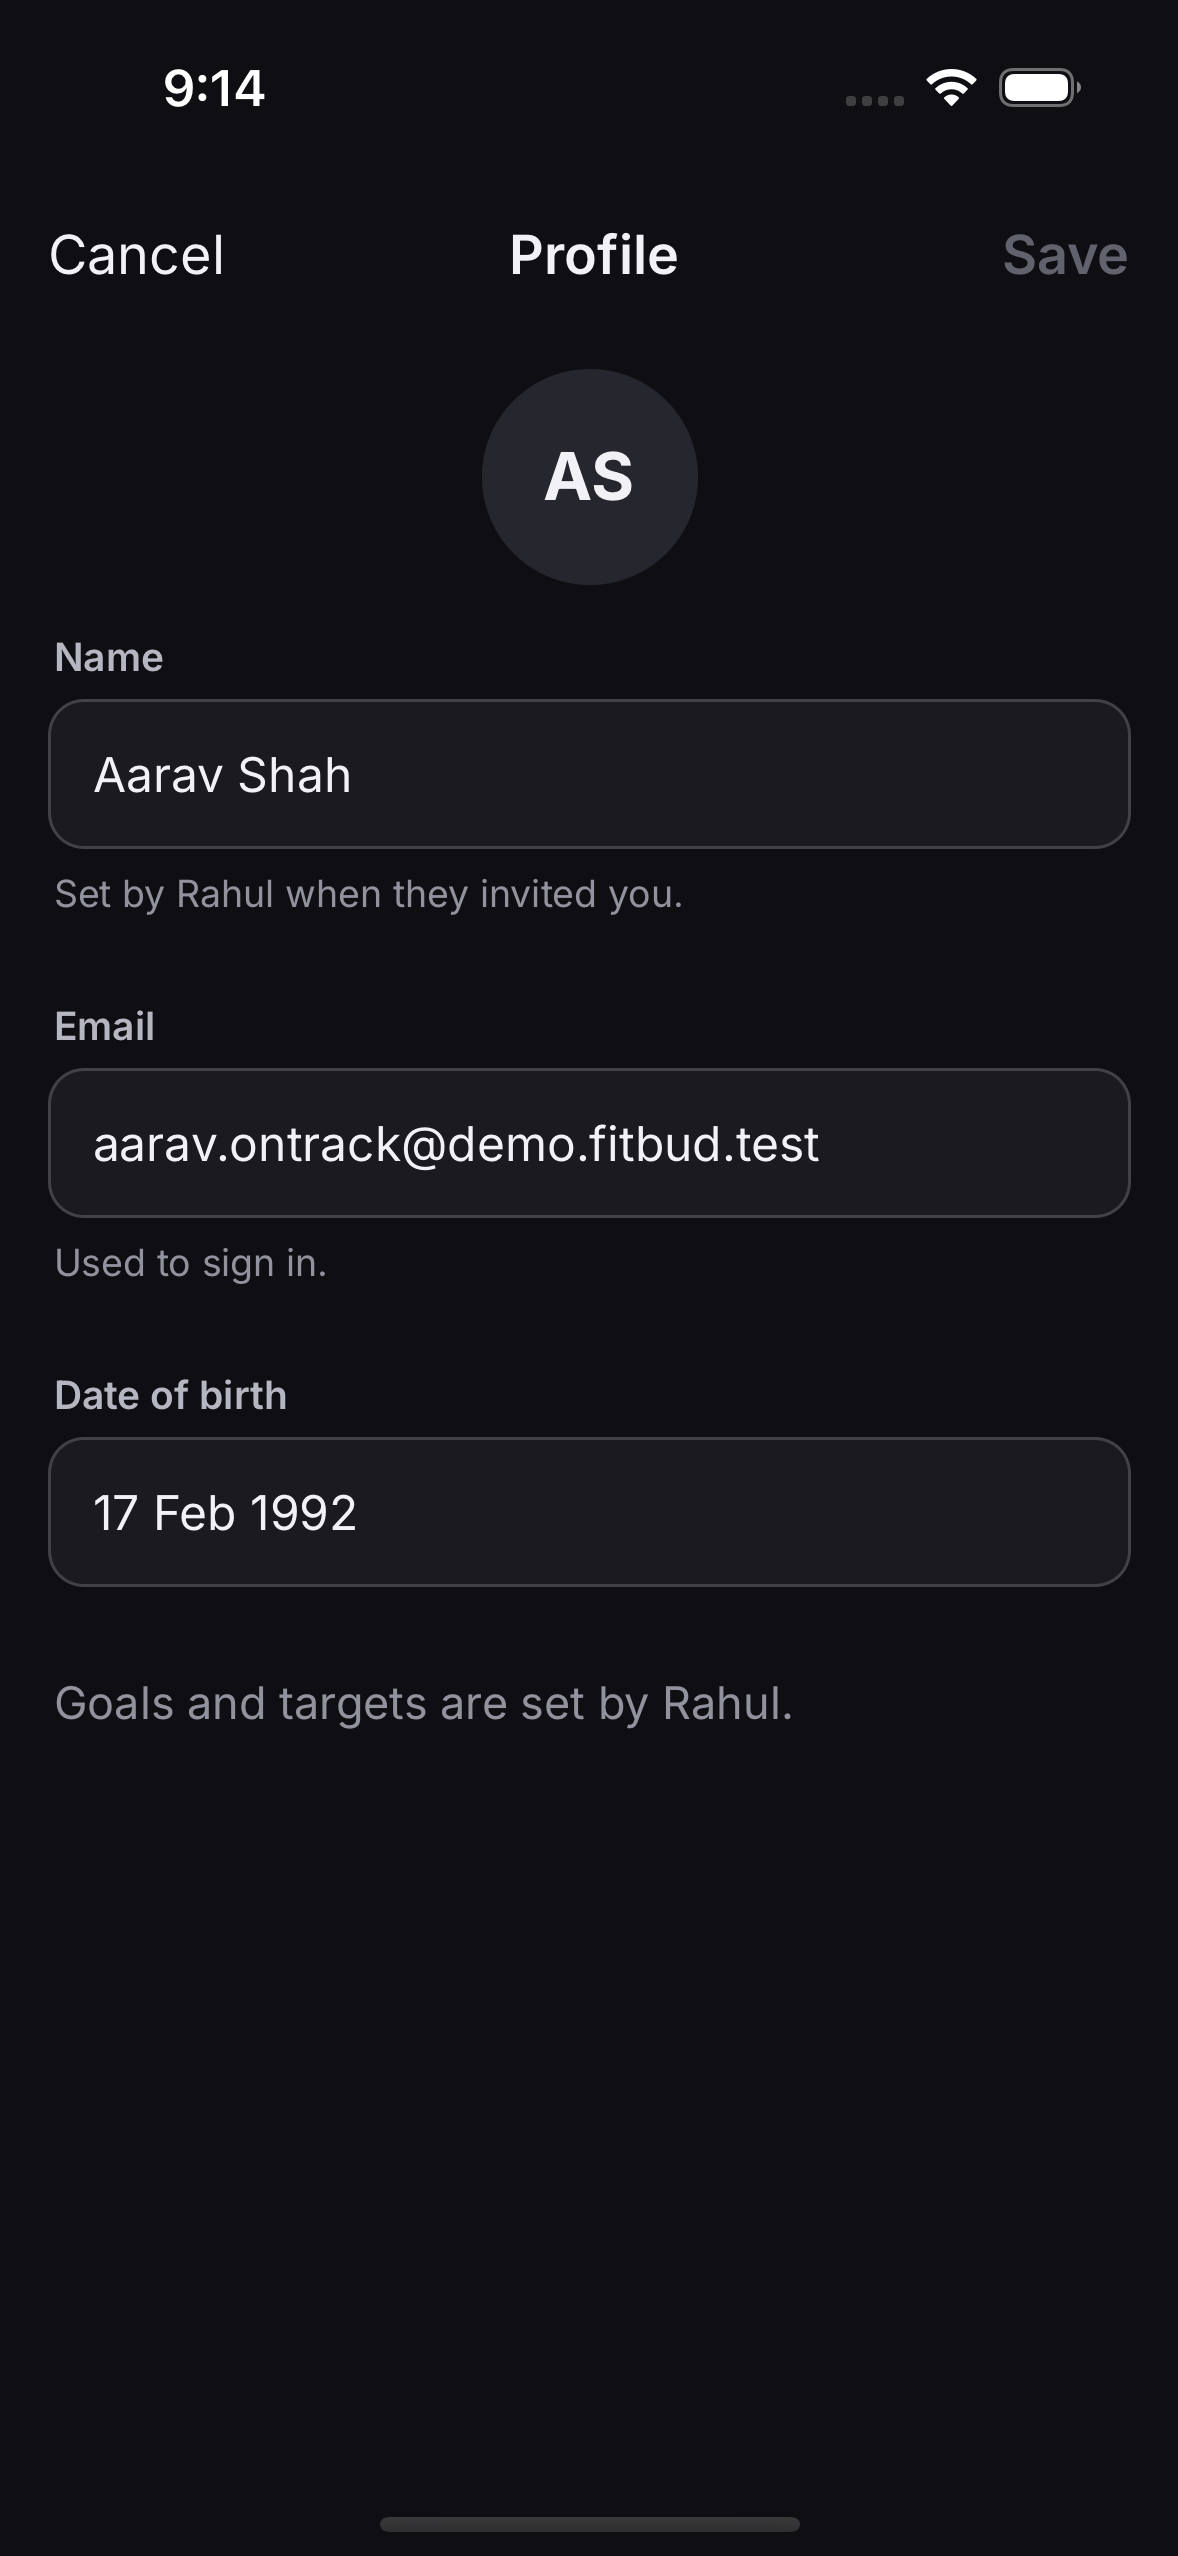 9:14
Cancel
Profile
Save
AS
Name
Aarav Shah
Set by Rahul when they invited you.
Email
aarav.ontrack@demo.fitbud.test
Used to sign in.
Date of birth
17 Feb 1992
Goals and targets are set by Rahul.